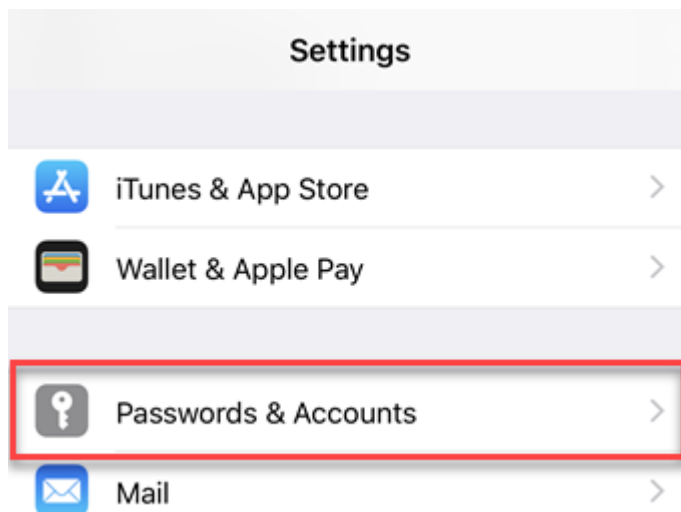 Settings
iTunes & App Store
Wallet & Apple Pay
Passwords & Accounts
Mail